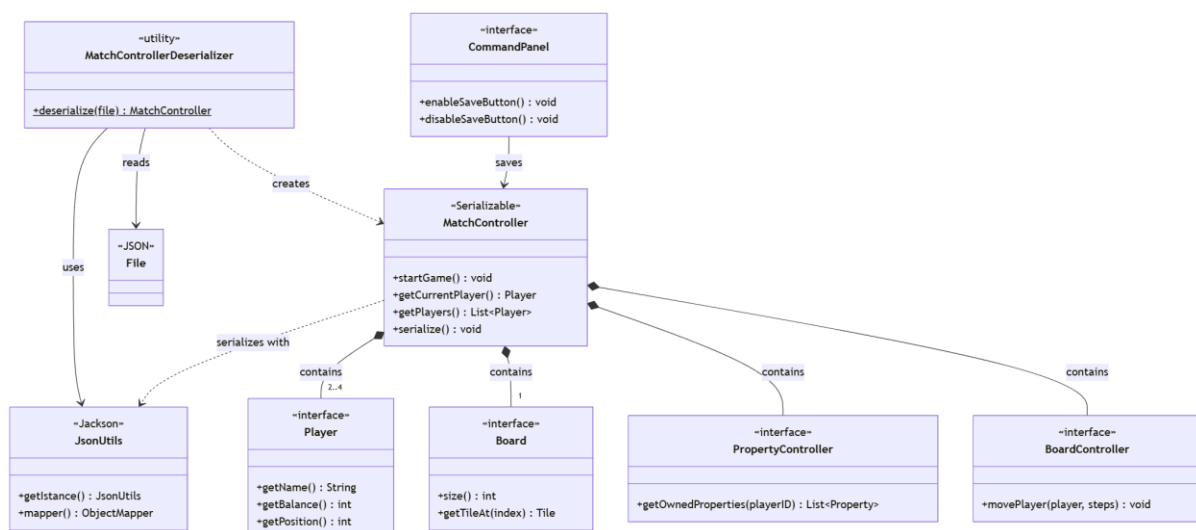 «utility»
MatchControllerDeserializer
+deserialize(file) : MatchController
«interface»
CommandPanel
+enableSaveButton() : void
+disableSaveButton() : void
reads
saves
creates
«Serializable»
MatchController
+startGame() : void
+getCurrentPlayer() : Player
+getPlayers() : List<Player>
+serialize() : void
«JSON»
File
uses
serializes with
contains
2..4
contains
1
contains
contains
«Jackson»
JsonUtils
+getIstance() : JsonUtils
+mapper() : ObjectMapper
«interface»
Player
+getName() : String
+getBalance() : int
+getPosition() : int
«interface»
Board
+size() : int
+getTileAt(index) : Tile
«interface»
PropertyController
+getOwnedProperties(playerID) : List<Property>
«interface»
BoardController
+movePlayer(player, steps) : void